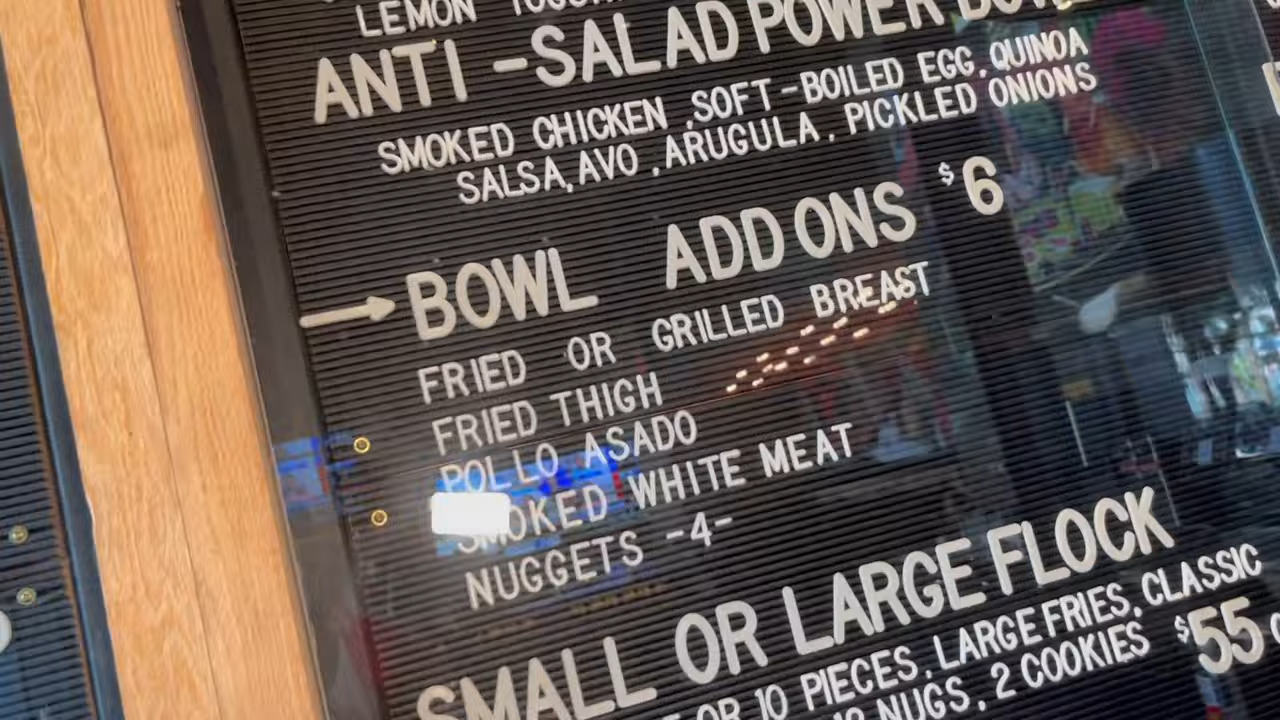 LEMON
ANTI-SALAD POWER
SMOKED CHICKEN, SOFT-BOILED EGG, QUINOA
SALSA, AVO, ARUGULA, PICKLED ONIONS
BOWL ADD ONS $6
FRIED OR GRILLED BREAST
FRIED THIGH
POLLO ASADO
SMOKED WHITE MEAT
NUGGETS -4-
SMALL OR LARGE FLOCK
OR 10 PIECES, LARGE FRIES, CLASSIC
NUGS, 2 COOKIES $55